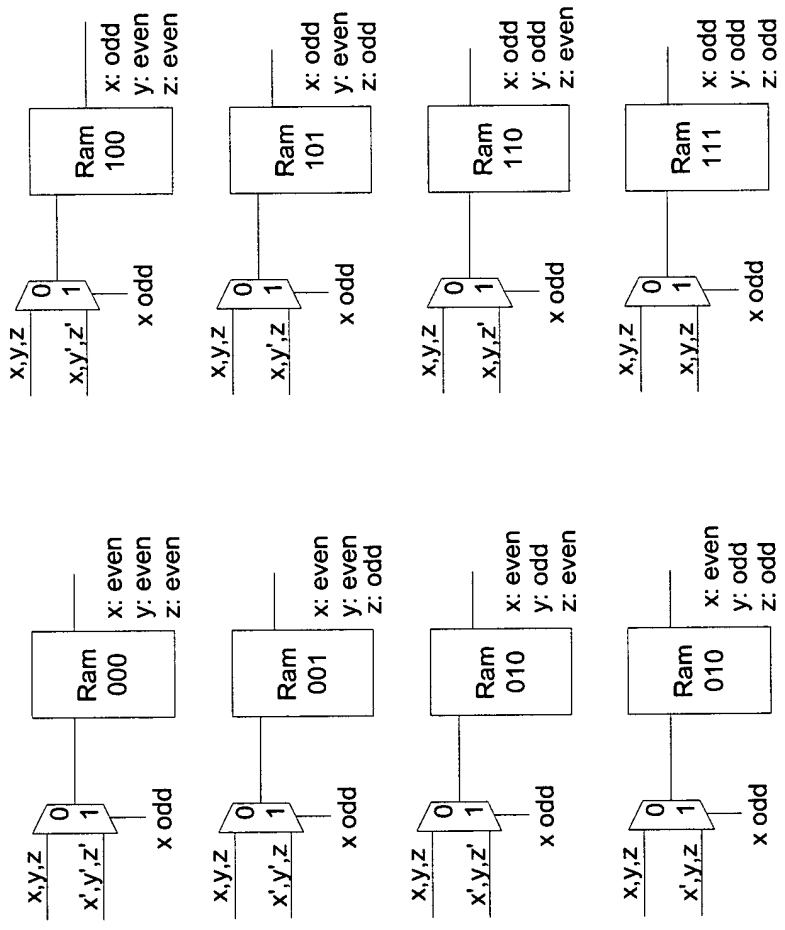 x,y,z
x',y',z'
0
1
x odd
Ram
000
x: even
y: even
z: even
x,y,z
x',y',z
0
1
x odd
Ram
001
x: even
y: even
z: odd
x,y,z
x',y,z'
0
1
x odd
Ram
010
x: even
y: odd
z: even
x,y,z
x',y,z
0
1
x odd
Ram
010
x: even
y: odd
z: odd
x,y,z
x,y',z'
0
1
x odd
Ram
100
x: odd
y: even
z: even
x,y,z
x,y',z
0
1
x odd
Ram
101
x: odd
y: even
z: odd
x,y,z
x,y,z'
0
1
x odd
Ram
110
x: odd
y: odd
z: even
x,y,z
x,y,z
0
1
x odd
Ram
111
x: odd
y: odd
z: odd